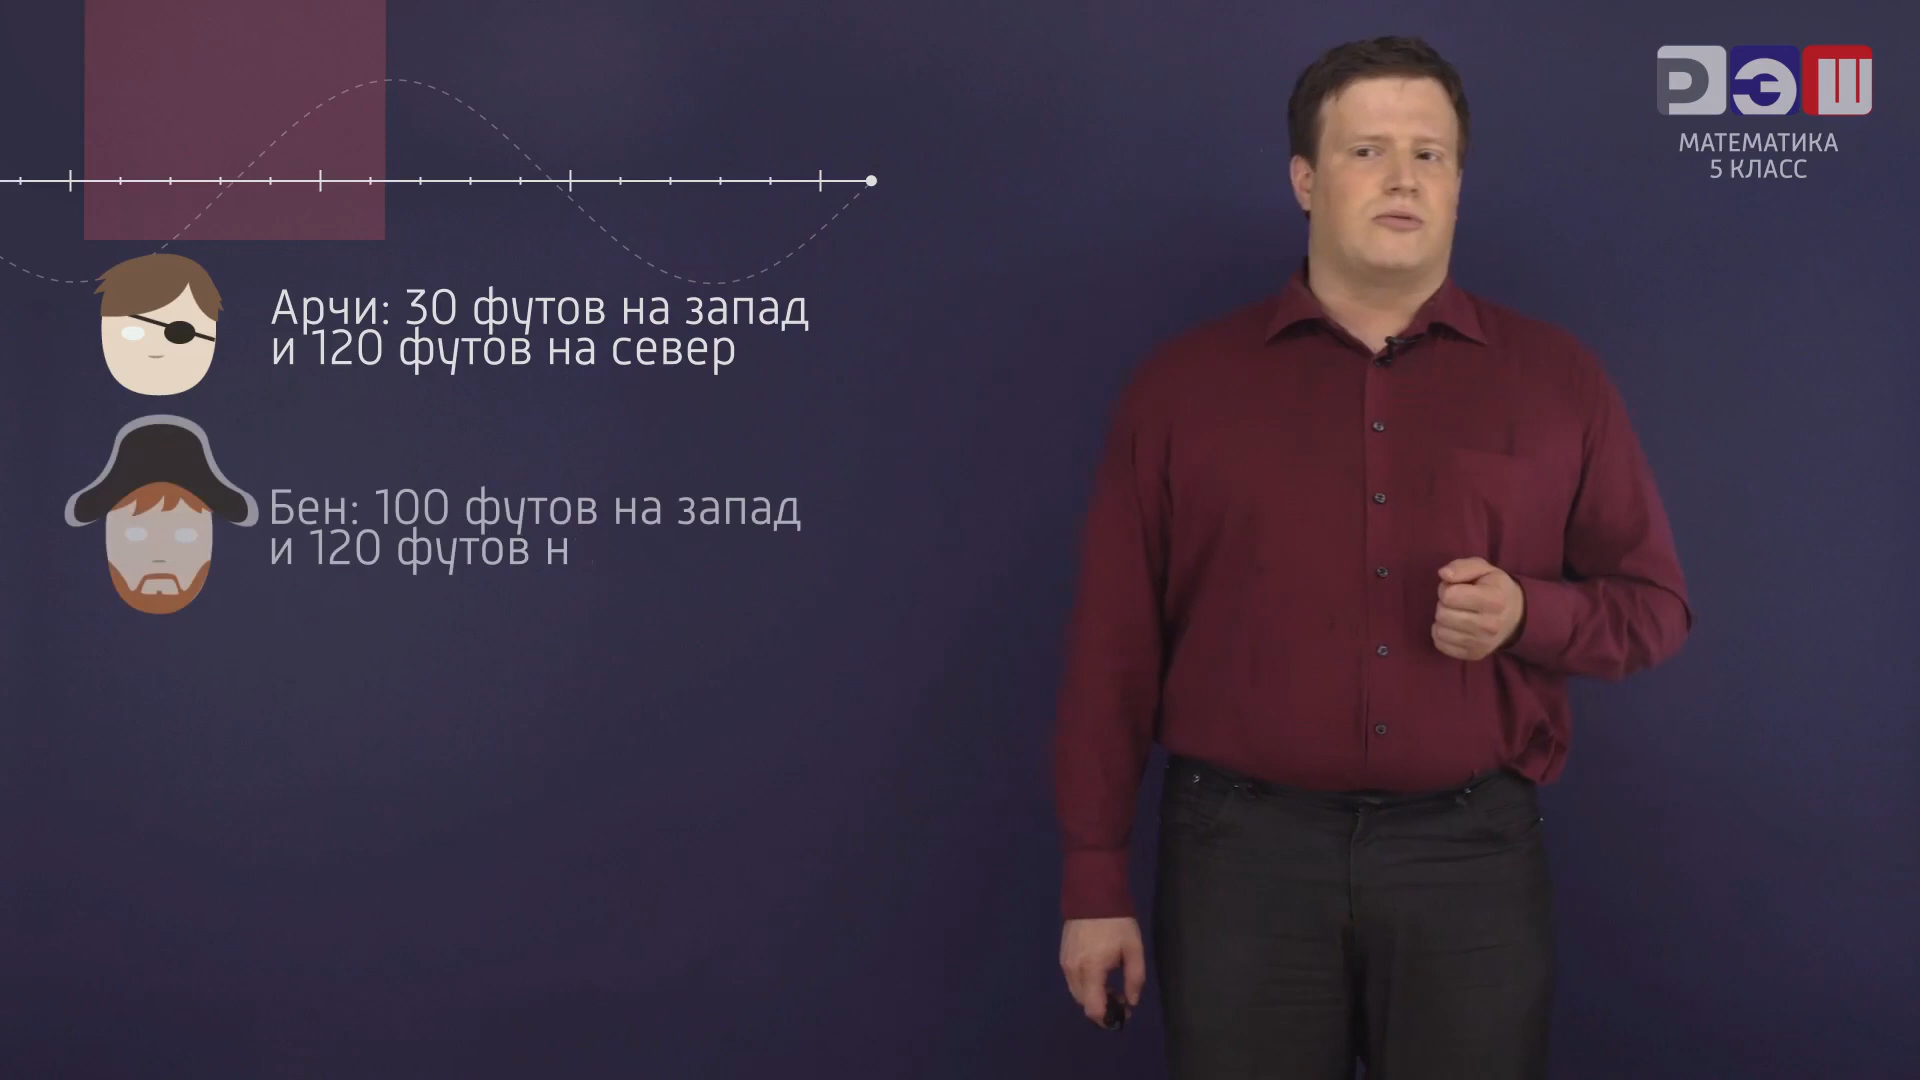 РЭШ
МАТЕМАТИКА
5 КЛАСС
Арчи: 30 футов на запад
и 120 футов на север
Бен: 100 футов на запад
и 120 футов н